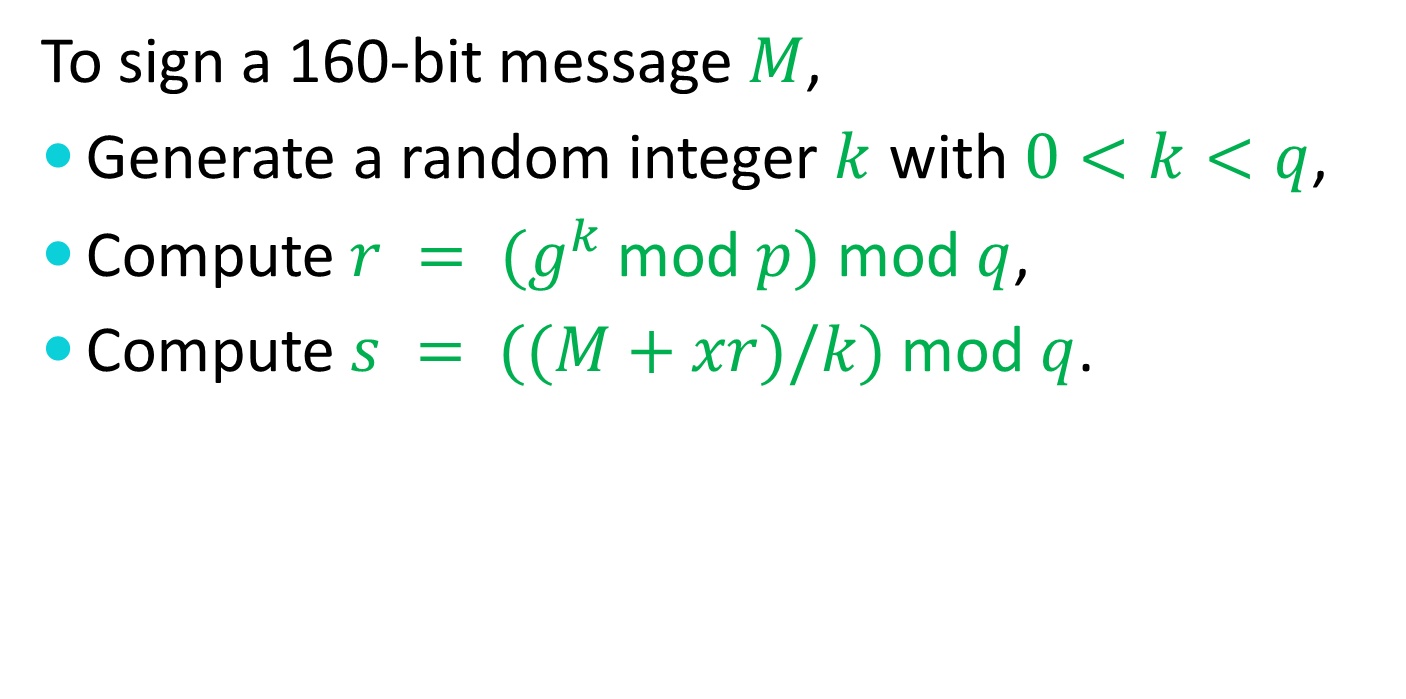 To sign a 160-bit message M,
• Generate a random integer k with 0 < k < q,
• Compute r = (g^k mod p) mod q,
• Compute s = ((M + xr)/k) mod q.